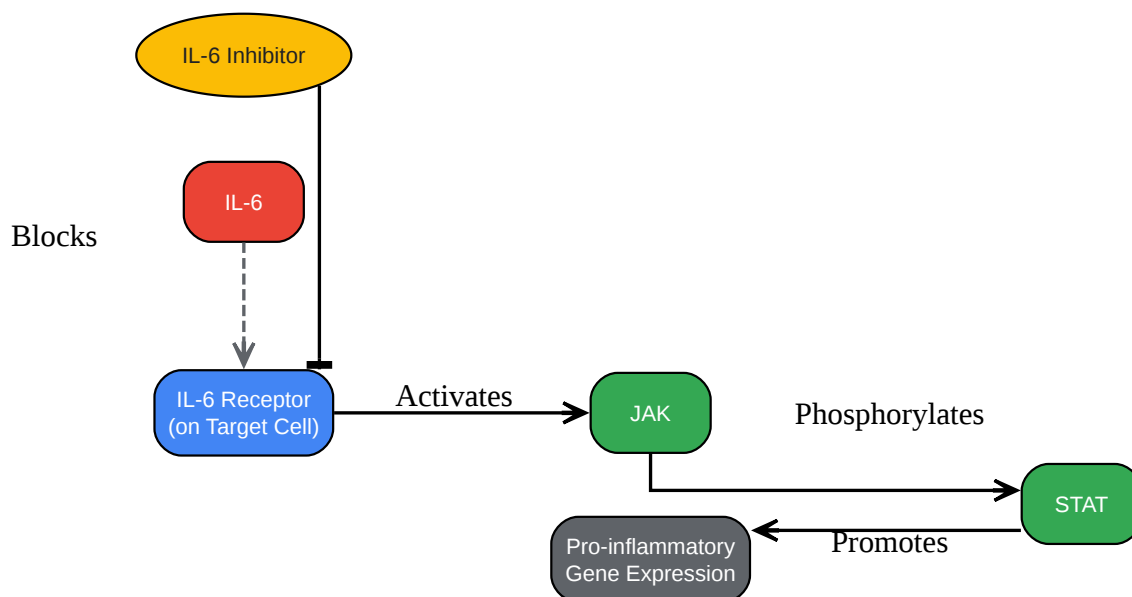 IL-6 Inhibitor
IL-6
Blocks
IL-6 Receptor
(on Target Cell)
Activates
JAK
Phosphorylates
STAT
Promotes
Pro-inflammatory
Gene Expression